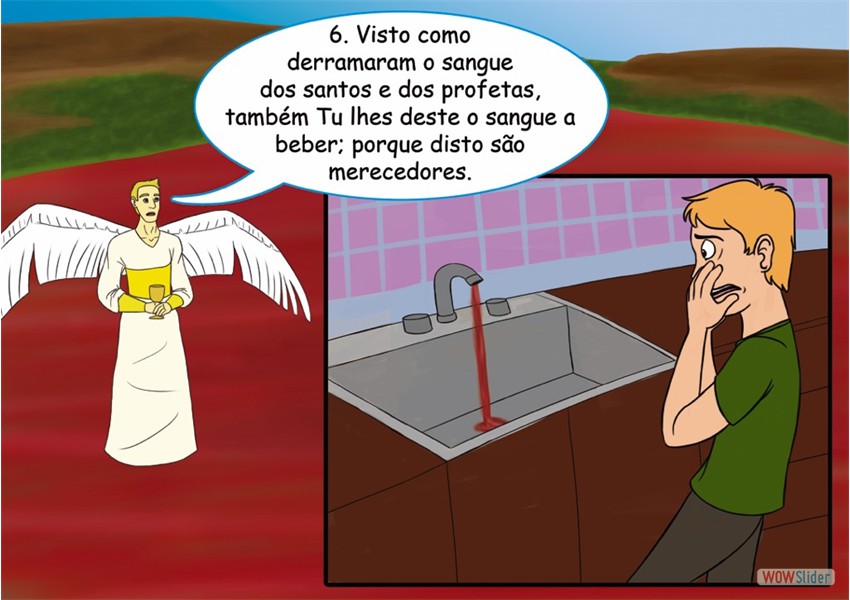 6. Visto como
derramaram o sangue
dos santos e dos profetas,
também Tu lhes deste o sangue a
beber; porque disto são
merecedores.
WOWSlider